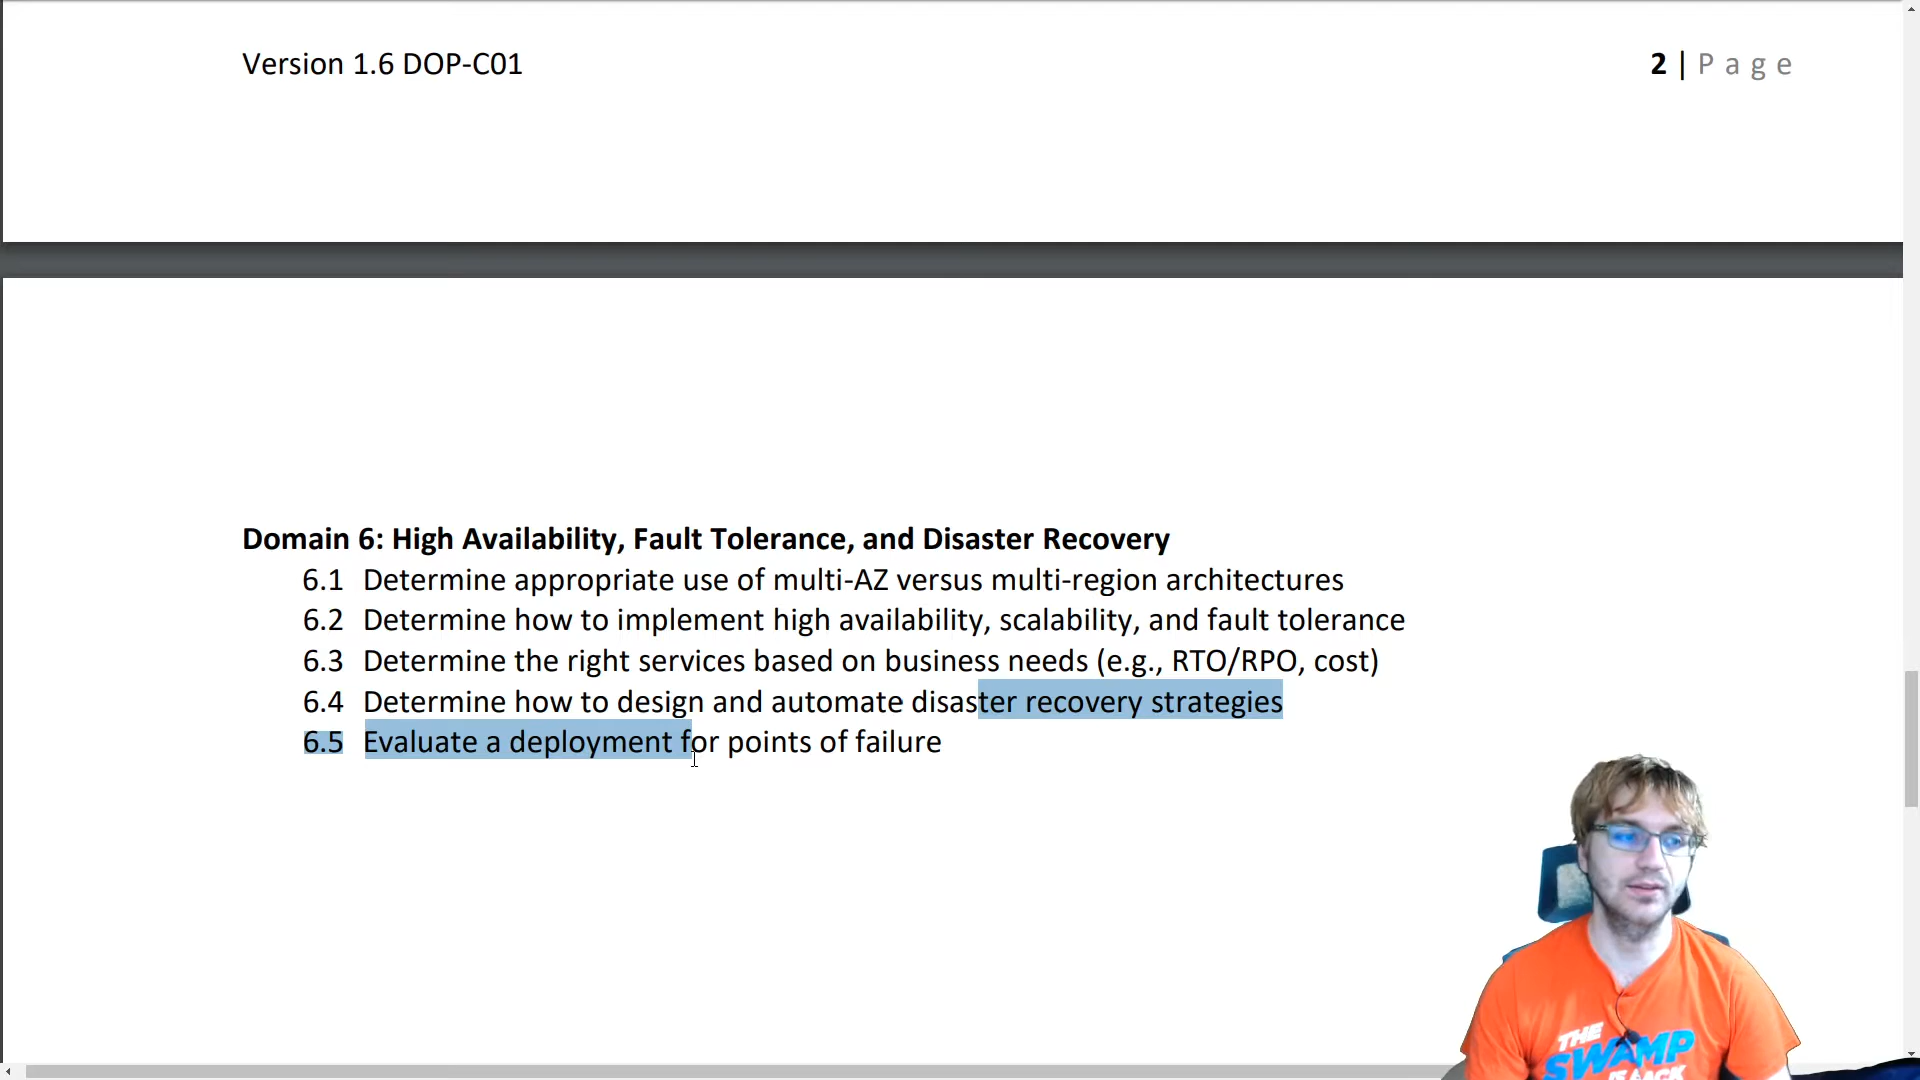 Version 1.6 DOP-C01
2 | P a g e
Domain 6: High Availability, Fault Tolerance, and Disaster Recovery
6.1 Determine appropriate use of multi-AZ versus multi-region architectures
6.2 Determine how to implement high availability, scalability, and fault tolerance
6.3 Determine the right services based on business needs (e.g., RTO/RPO, cost)
6.4 Determine how to design and automate disaster recovery strategies
6.5 Evaluate a deployment for points of failure
THE
SWAMP
IS BACK